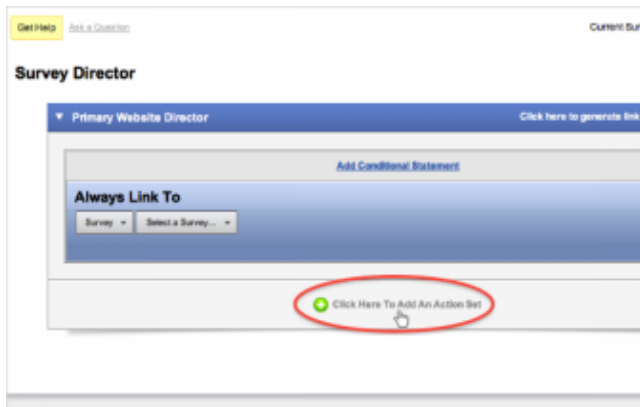 Get Help Ask a Question Current Sur
Survey Director
Primary Website Director Click here to generate link
Add Conditional Statement
Always Link To
Survey Select a Survey...
Click Here To Add An Action Set